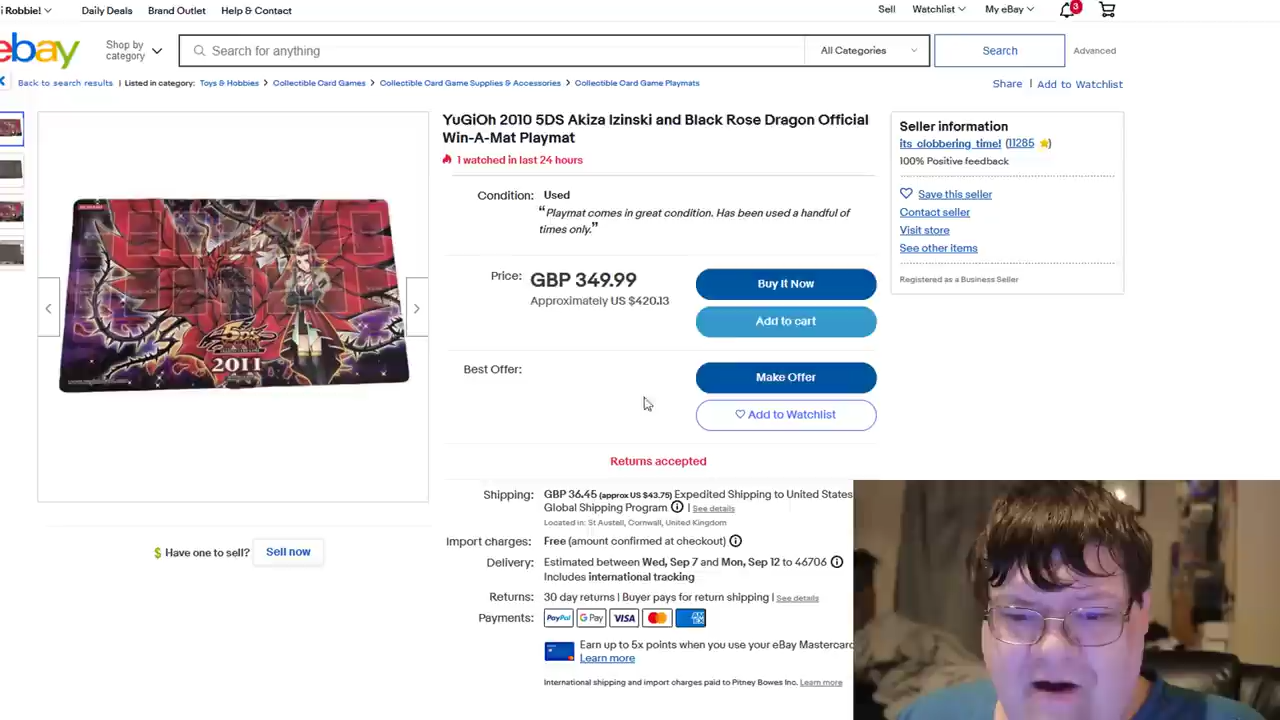 i Robbie!
Daily Deals
Brand Outlet
Help & Contact
Sell
Watchlist
My eBay
3
ebay
Shop by
category
Search for anything
All Categories
Search
Advanced
Back to search results
Listed in category:
Toys & Hobbies
Collectible Card Games
Collectible Card Game Supplies & Accessories
Collectible Card Game Playmats
Share
Add to Watchlist
YuGiOh 2010 5DS Akiza Izinski and Black Rose Dragon Official
Win-A-Mat Playmat
1 watched in last 24 hours
Condition: Used
"Playmat comes in great condition. Has been used a handful of
times only."
Price: GBP 349.99
Approximately US $420.13
Buy It Now
Add to cart
Best Offer:
Make Offer
Add to Watchlist
Returns accepted
Shipping: GBP 36.45 (approx US $43.75) Expedited Shipping to United States
Global Shipping Program | See details
Located in: St Austell, Cornwall, United Kingdom
Import charges: Free (amount confirmed at checkout)
Delivery: Estimated between Wed, Sep 7 and Mon, Sep 12 to 46706
Includes international tracking
Returns: 30 day returns | Buyer pays for return shipping | See details
Payments: PayPal G Pay VISA
Earn up to 5x points when you use your eBay Mastercard
Learn more
International shipping and import charges paid to Pitney Bowes Inc. Learn more
Seller information
its_clobbering_time! (11285)
100% Positive feedback
Save this seller
Contact seller
Visit store
See other items
Registered as a Business Seller
5D's
2011
Have one to sell? Sell now